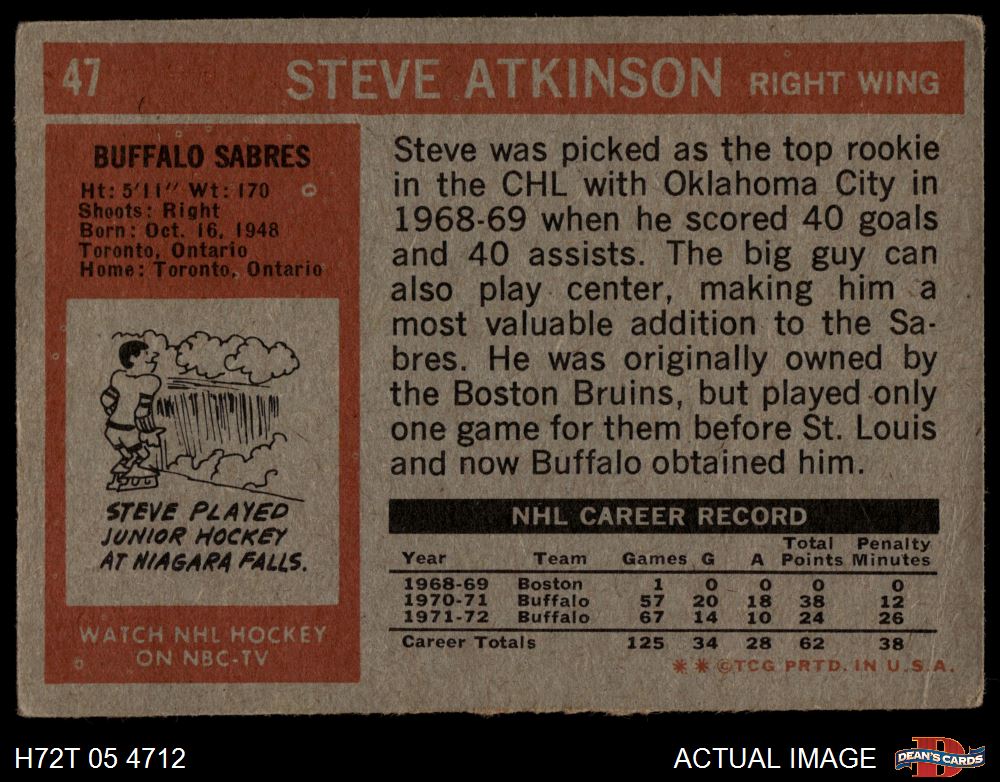 47 STEVE ATKINSON RIGHT WING
BUFFALO SABRES
Ht: 5'11" Wt: 170
Shoots: Right
Born: Oct. 16, 1948
Toronto, Ontario
Home: Toronto, Ontario
STEVE PLAYED
JUNIOR HOCKEY
AT NIAGARA FALLS.
WATCH NHL HOCKEY
ON NBC-TV
Steve was picked as the top rookie
in the CHL with Oklahoma City in
1968-69 when he scored 40 goals
and 40 assists. The big guy can
also play center, making him a
most valuable addition to the Sa-
bres. He was originally owned by
the Boston Bruins, but played only
one game for them before St. Louis
and now Buffalo obtained him.
NHL CAREER RECORD
Total Penalty
Year Team Games G A Points Minutes
1968-69 Boston 1 0 0 0 0
1970-71 Buffalo 57 20 18 38 12
1971-72 Buffalo 67 14 10 24 26
Career Totals 125 34 28 62 38
* * ©TCG PRTD. IN U.S.A.
H72T 05 4712 ACTUAL IMAGE DEAN'S CARDS